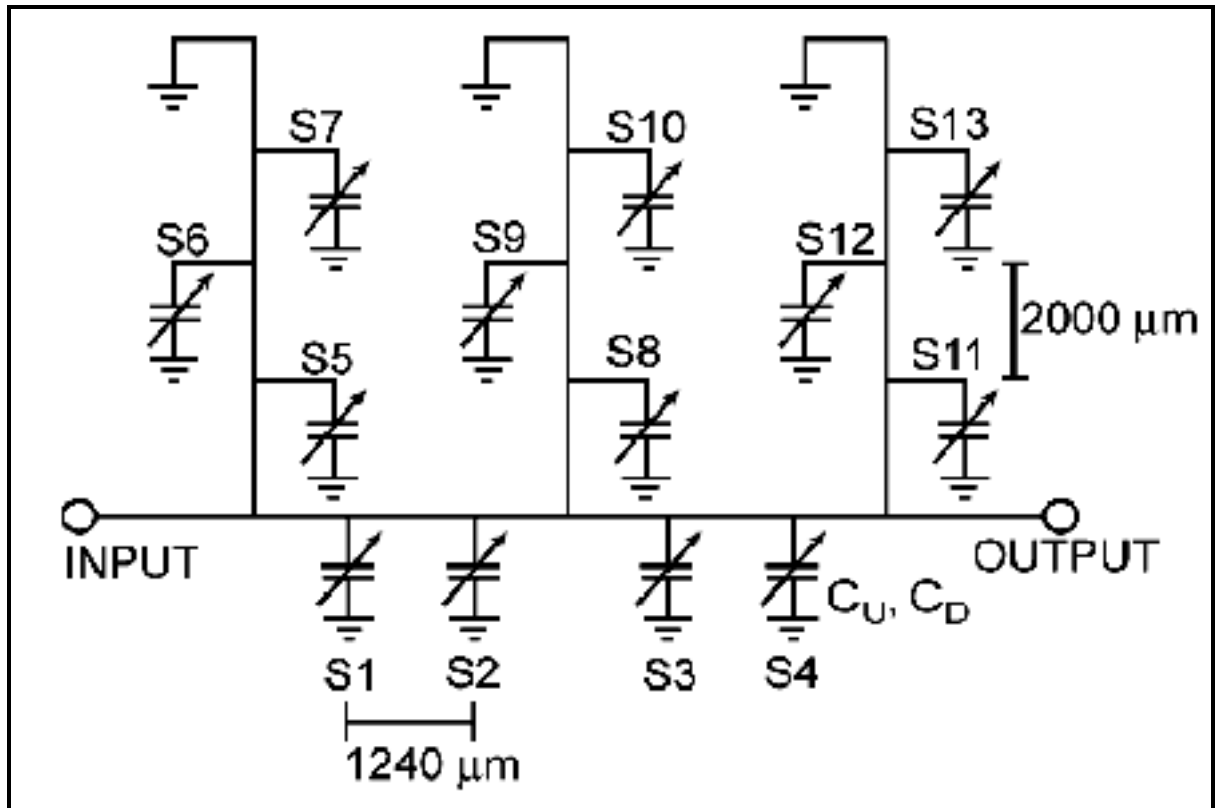 S7 S10 S13
S6 S9 S12
2000 μm
S5 S8 S11
INPUT OUTPUT
C_U, C_D
S1 S2 S3 S4
1240 μm